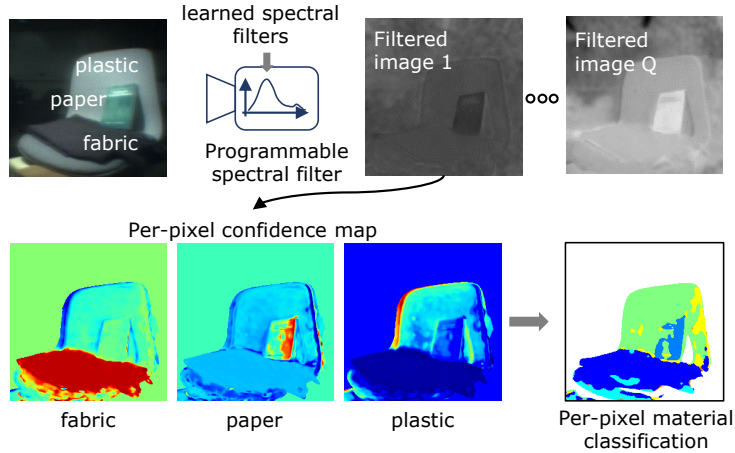 learned spectral
filters
plastic
paper
fabric
Programmable
spectral filter
Filtered
image 1
Filtered
image Q
Per-pixel confidence map
fabric
paper
plastic
Per-pixel material
classification